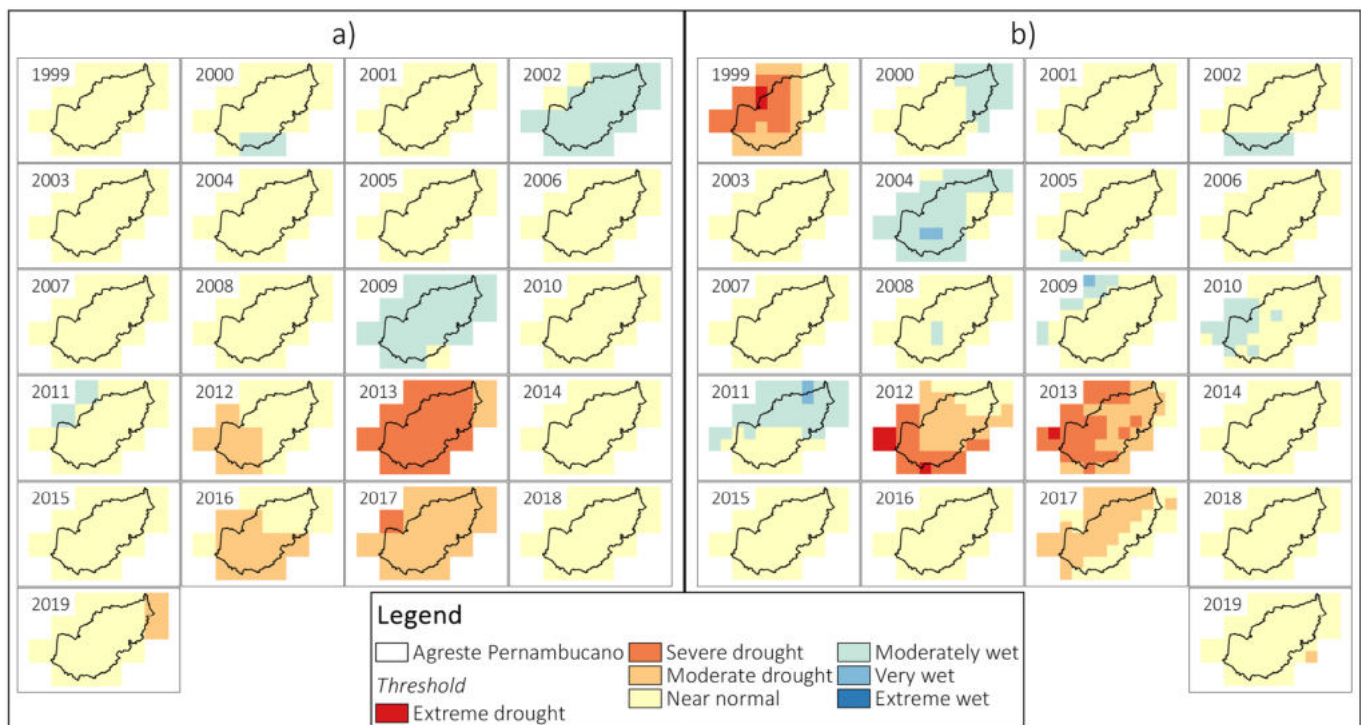 a) b)
1999 2000 2001 2002 1999 2000 2001 2002
2003 2004 2005 2006 2003 2004 2005 2006
2007 2008 2009 2010 2007 2008 2009 2010
2011 2012 2013 2014 2011 2012 2013 2014
2015 2016 2017 2018 2015 2016 2017 2018
2019 2019
Legend
Agreste Pernambucano Severe drought Moderately wet
Threshold Moderate drought Very wet
Extreme drought Near normal Extreme wet